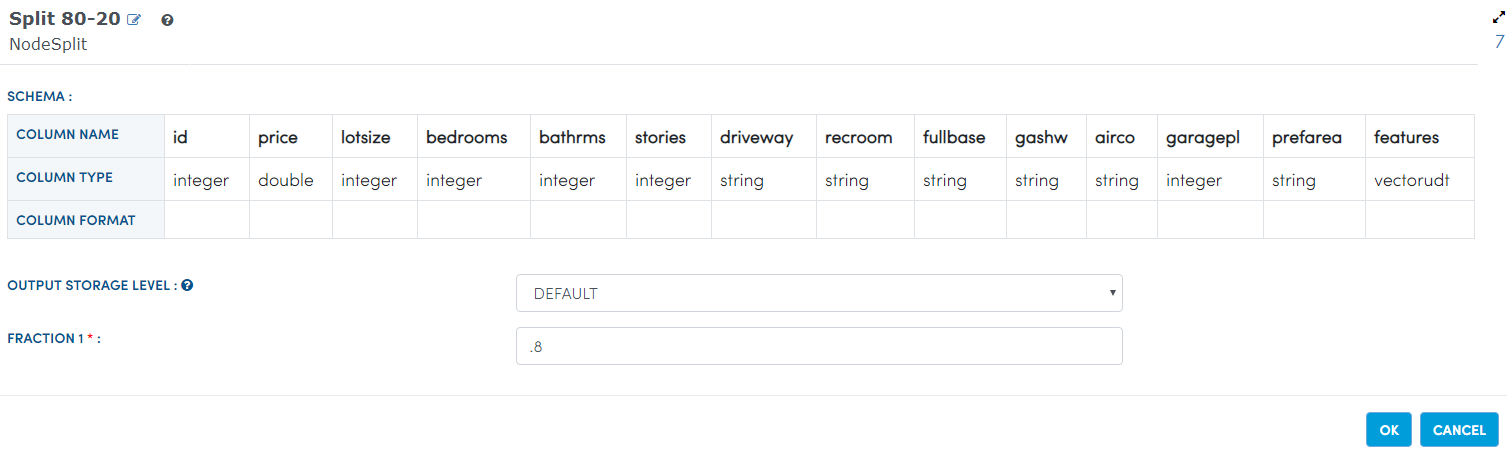 Split 80-20
NodeSplit
7
SCHEMA :
COLUMN NAME id price lotsize bedrooms bathrms stories driveway recroom fullbase gashw airco garagepl prefarea features
COLUMN TYPE integer double integer integer integer integer string string string string string integer string vectorudt
COLUMN FORMAT
OUTPUT STORAGE LEVEL :
DEFAULT
FRACTION 1 * :
.8
OK CANCEL